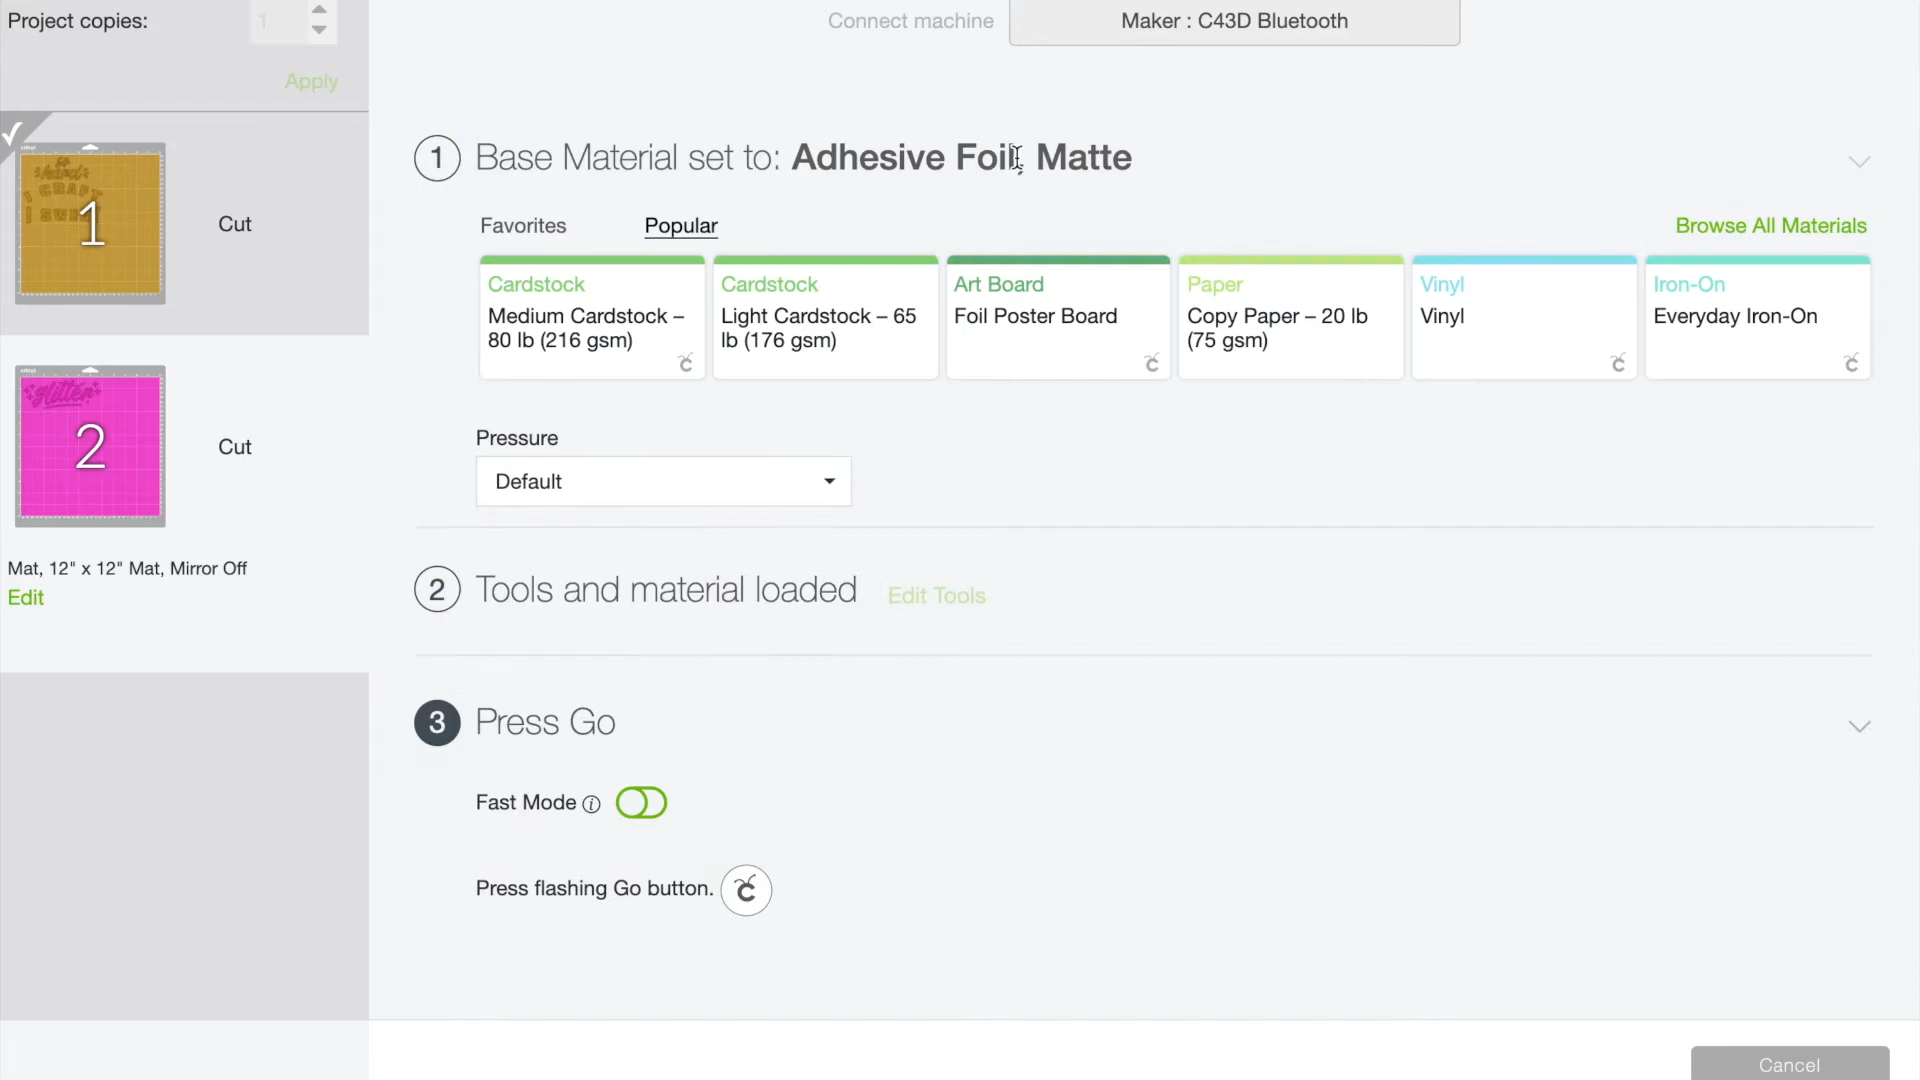 Project copies:
1
Connect machine
Maker : C43D Bluetooth
Apply
1
Cut
2
Cut
Mat, 12" x 12" Mat, Mirror Off
Edit
1
Base Material set to: Adhesive Foil, Matte
Favorites
Popular
Browse All Materials
Cardstock
Medium Cardstock –
80 lb (216 gsm)
Cardstock
Light Cardstock – 65
lb (176 gsm)
Art Board
Foil Poster Board
Paper
Copy Paper – 20 lb
(75 gsm)
Vinyl
Vinyl
Iron-On
Everyday Iron-On
Pressure
Default
2
Tools and material loaded
Edit Tools
3
Press Go
Fast Mode
Press flashing Go button.
Cancel
I CRAFT
glitter